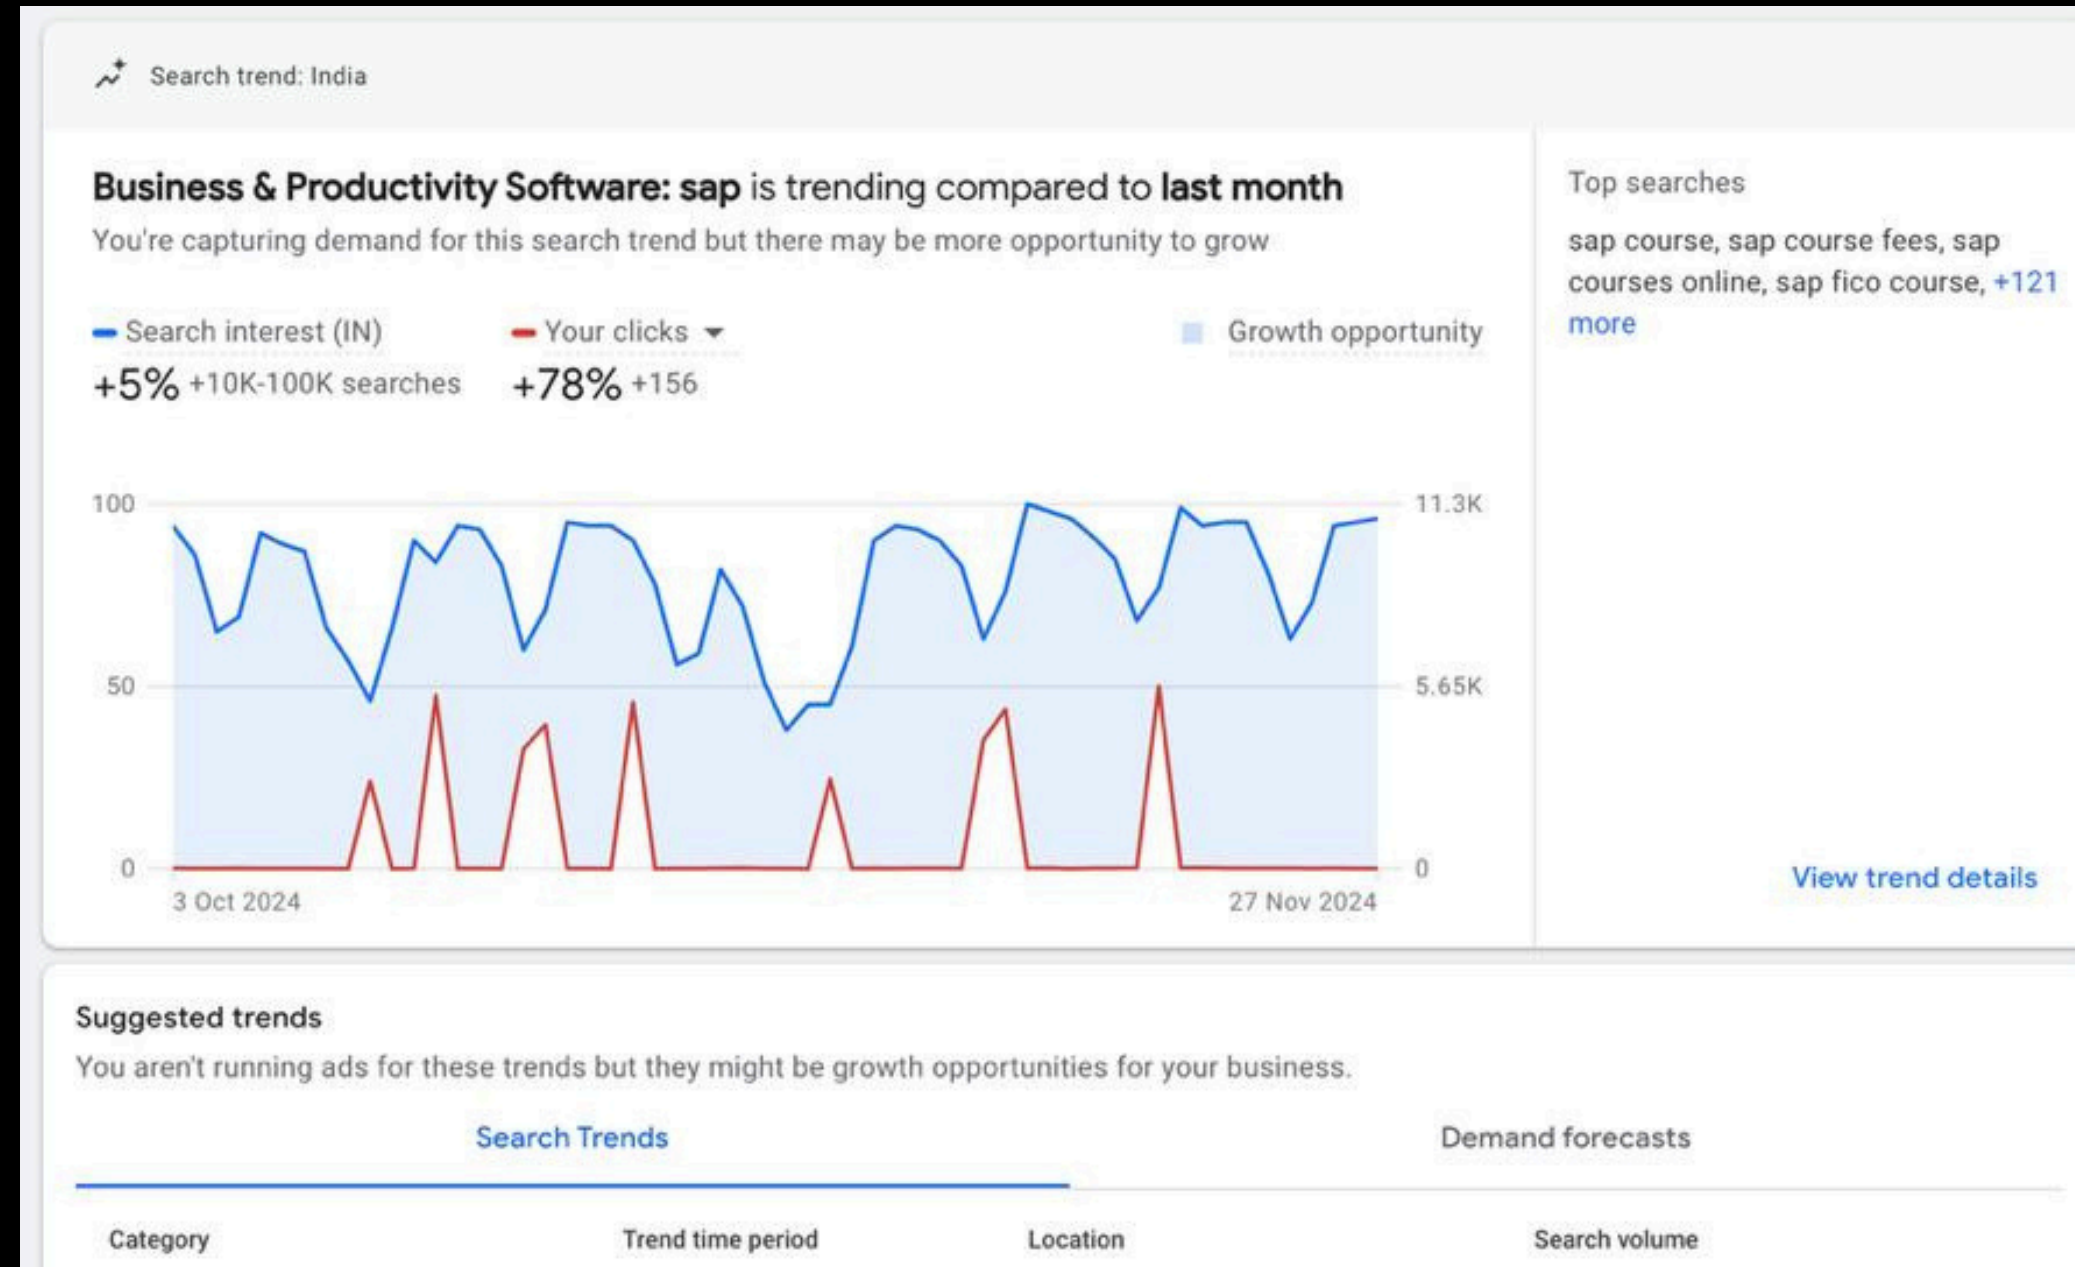 Search trend: India
Business & Productivity Software: sap is trending compared to last month
You're capturing demand for this search trend but there may be more opportunity to grow
Search interest (IN)
+5% +10K-100K searches
Your clicks
+78% +156
Growth opportunity
100
50
0
11.3K
5.65K
0
3 Oct 2024
27 Nov 2024
Top searches
sap course, sap course fees, sap
courses online, sap fico course, +121
more
View trend details
Suggested trends
You aren't running ads for these trends but they might be growth opportunities for your business.
Search Trends
Demand forecasts
Category
Trend time period
Location
Search volume